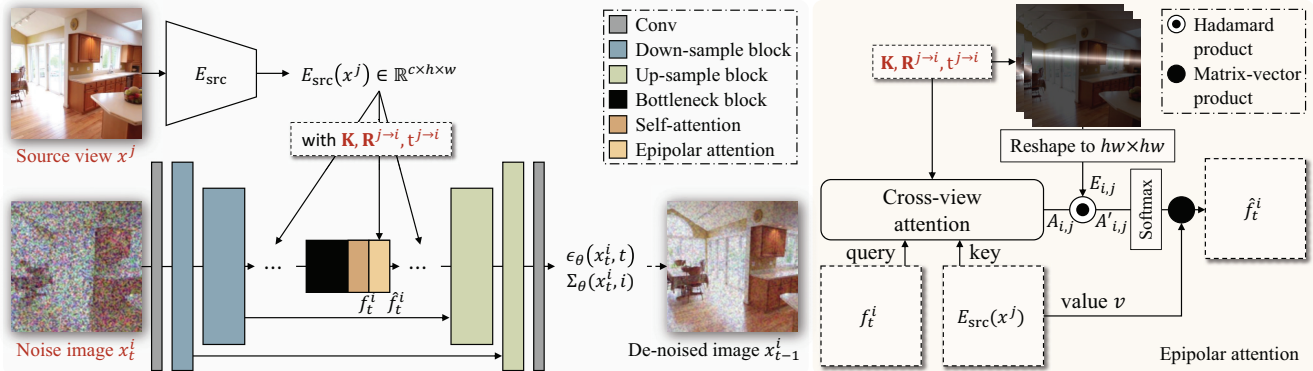 Source view x^j
E_src
E_src(x^j) ∈ ℝ^{c×h×w}
with K, R^{j→i}, t^{j→i}
Conv
Down-sample block
Up-sample block
Bottleneck block
Self-attention
Epipolar attention
Noise image x_t^i
...
...
f_t^i
f̂_t^i
ϵ_θ(x_t^i, t)
Σ_θ(x_t^i, i)
De-noised image x_{t-1}^i
K, R^{j→i}, t^{j→i}
Hadamard
product
Matrix-vector
product
Reshape to hw×hw
E_{i,j}
Cross-view
attention
A_{i,j}
A'_{i,j}
Softmax
f̂_t^i
query
key
f_t^i
E_src(x^j)
value v
Epipolar attention